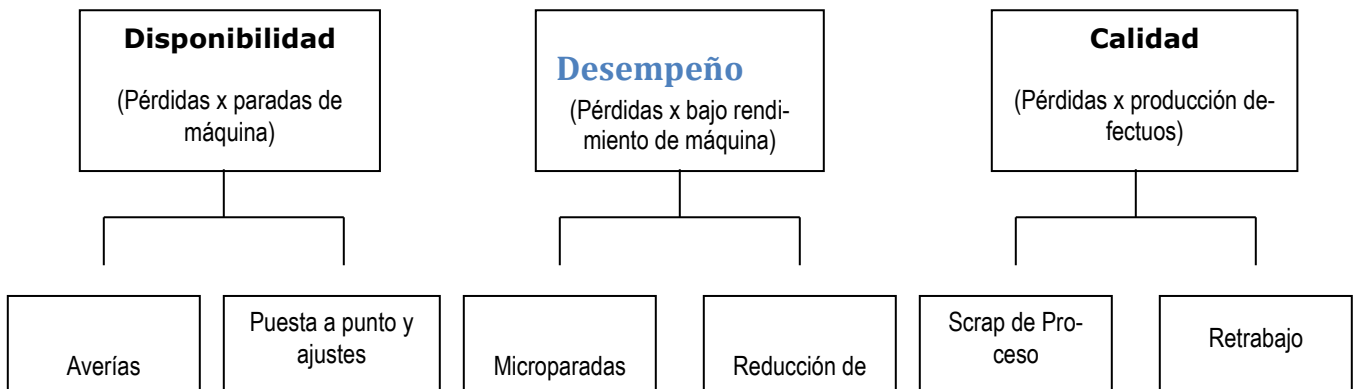 Disponibilidad
(Pérdidas x paradas de
máquina)
Desempeño
(Pérdidas x bajo rendi-
miento de máquina)
Calidad
(Pérdidas x producción de-
fectuos)
Averías
Puesta a punto y
ajustes
Microparadas
Reducción de
Scrap de Pro-
ceso
Retrabajo